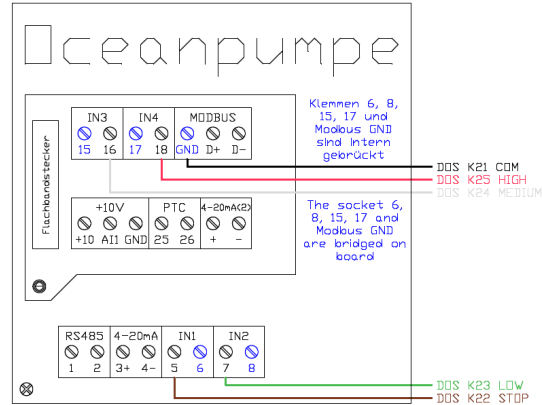 Oceanpumpe
IN3 IN4 MODBUS
15 16 17 18 GND D+ D-
Klemmen 6, 8,
15, 17 und
Modbus GND
sind intern
gebrückt
Flachbandstecker
DOS K21 COM
DOS K25 HIGH
DOS K24 MEDIUM
+10V PTC 4-20mA(2)
+10 AI1 GND 25 26 + -
The socket 6,
8, 15, 17 and
Modbus GND
are bridged on
board
RS485 4-20mA IN1 IN2
1 2 3+ 4- 5 6 7 8
DOS K23 LOW
DOS K22 STOP